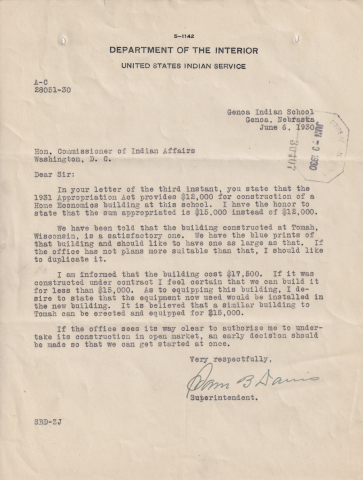 5-1142
DEPARTMENT OF THE INTERIOR
UNITED STATES INDIAN SERVICE
A-C
28051-30
Genoa Indian School
Genoa, Nebraska
June 6, 1930
Hon. Commissioner of Indian Affairs
Washington, D. C.
Dear Sir:
In your letter of the third instant, you state that the
1931 Appropriation Act provides $12,000 for construction of a
Home Economics building at this school. I have the honor to
state that the sum appropriated is $15,000 instead of $12,000.
We have been told that the building constructed at Tomah,
Wisconsin, is a satisfactory one. We have the blue prints of
that building and should like to have one as large as that. If
the office has not plans more suitable than that, I should like
to duplicate it.
I am informed that the building cost $17,500. If it was
constructed under contract I feel certain that we can build it
for less than $15,000. As to equipping this building, I de-
sire to state that the equipment now used would be installed in
the new building. It is believed that a similar building to
Tomah can be erected and equipped for $15,000.
If the office sees its way clear to authorize me to under-
take its construction in open market, an early decision should
be made so that we can get started at once.
Very respectfully,
Sam B Davis
Superintendent.
SBD-ZJ